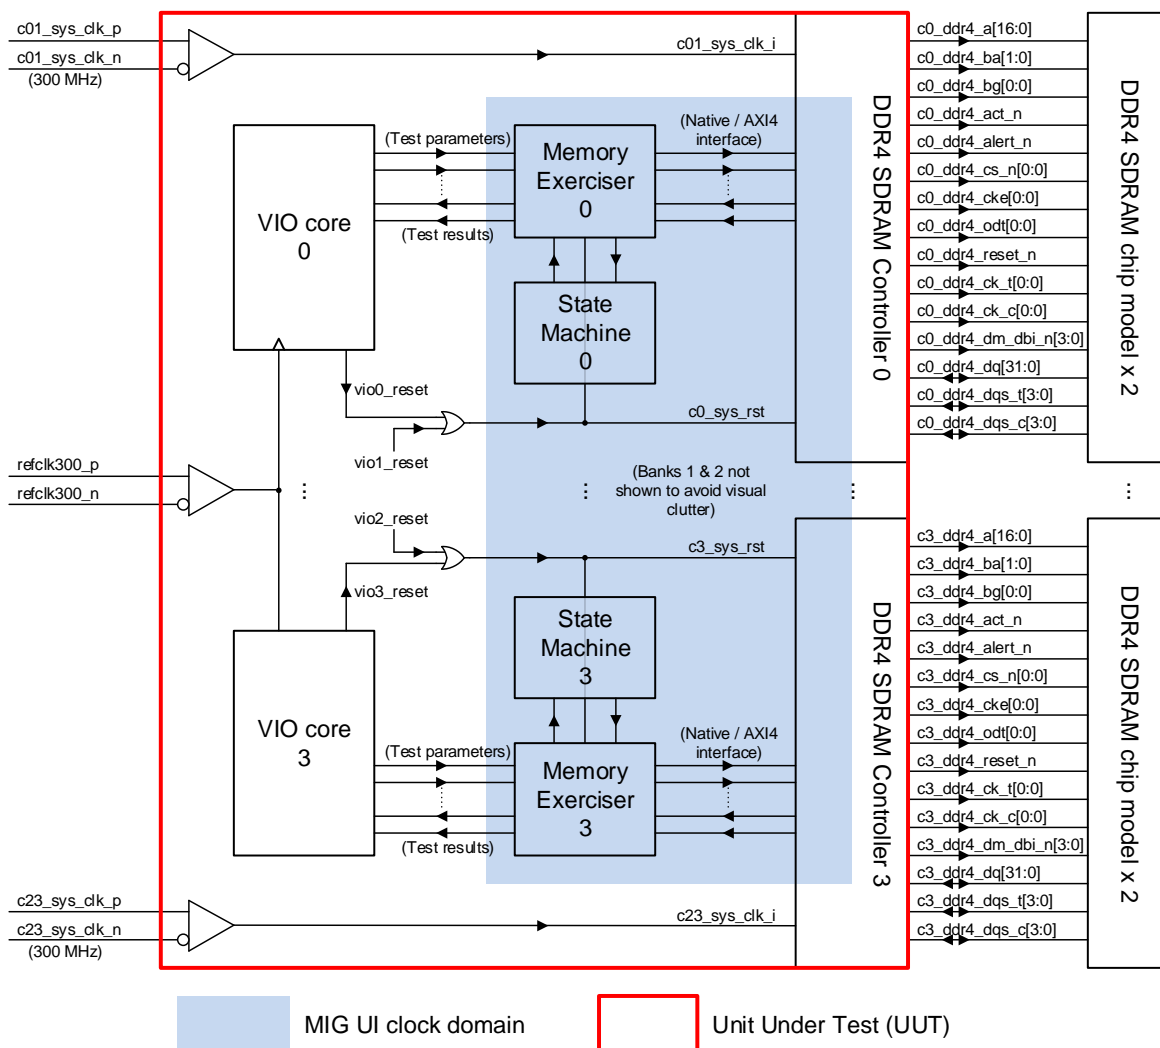 c01_sys_clk_p
c01_sys_clk_n
(300 MHz)
c01_sys_clk_i
VIO core
0
(Test parameters)
(Test results)
Memory
Exerciser
0
(Native / AXI4
interface)
State
Machine
0
vio0_reset
vio1_reset
c0_sys_rst
DDR4 SDRAM Controller 0
c0_ddr4_a[16:0]
c0_ddr4_ba[1:0]
c0_ddr4_bg[0:0]
c0_ddr4_act_n
c0_ddr4_alert_n
c0_ddr4_cs_n[0:0]
c0_ddr4_cke[0:0]
c0_ddr4_odt[0:0]
c0_ddr4_reset_n
c0_ddr4_ck_t[0:0]
c0_ddr4_ck_c[0:0]
c0_ddr4_dm_dbi_n[3:0]
c0_ddr4_dq[31:0]
c0_ddr4_dqs_t[3:0]
c0_ddr4_dqs_c[3:0]
DDR4 SDRAM chip model x 2
refclk300_p
refclk300_n
(Banks 1 & 2 not
shown to avoid visual
clutter)
vio2_reset
vio3_reset
c3_sys_rst
State
Machine
3
VIO core
3
(Test parameters)
(Test results)
Memory
Exerciser
3
(Native / AXI4
interface)
DDR4 SDRAM Controller 3
c3_ddr4_a[16:0]
c3_ddr4_ba[1:0]
c3_ddr4_bg[0:0]
c3_ddr4_act_n
c3_ddr4_alert_n
c3_ddr4_cs_n[0:0]
c3_ddr4_cke[0:0]
c3_ddr4_odt[0:0]
c3_ddr4_reset_n
c3_ddr4_ck_t[0:0]
c3_ddr4_ck_c[0:0]
c3_ddr4_dm_dbi_n[3:0]
c3_ddr4_dq[31:0]
c3_ddr4_dqs_t[3:0]
c3_ddr4_dqs_c[3:0]
DDR4 SDRAM chip model x 2
c23_sys_clk_p
c23_sys_clk_n
(300 MHz)
c23_sys_clk_i
MIG UI clock domain
Unit Under Test (UUT)